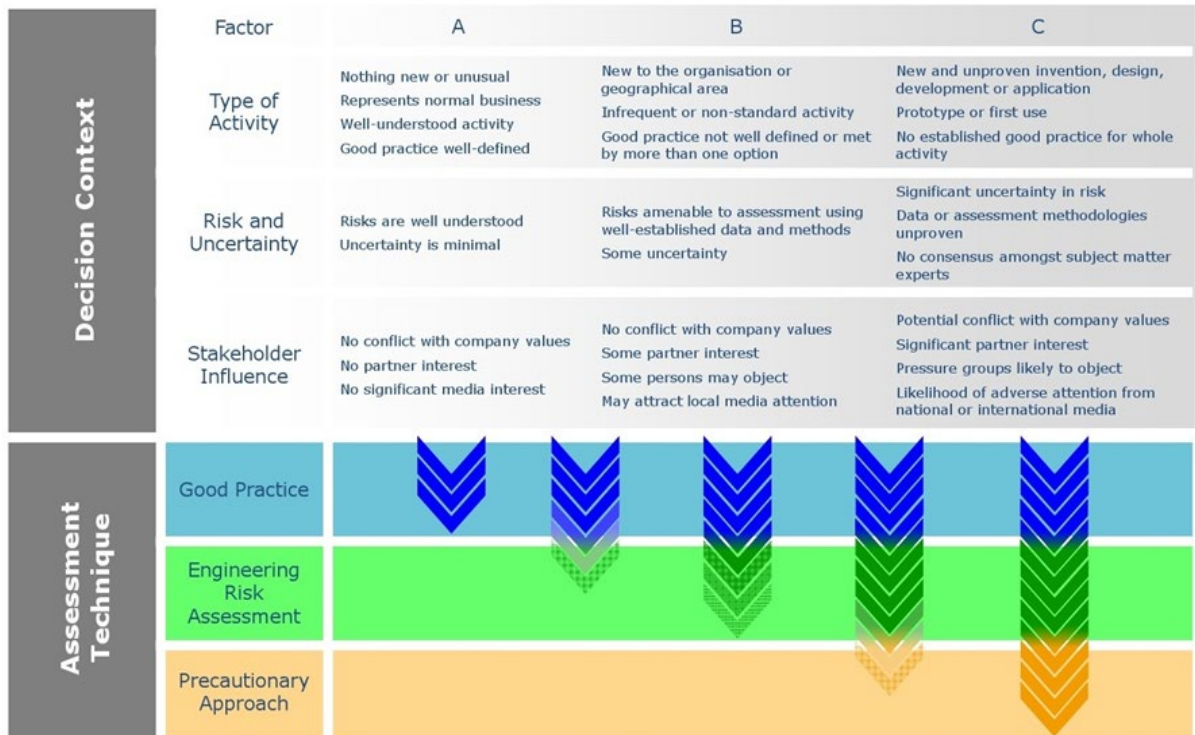 Decision Context
Factor
A
B
C
Type of
Activity
Nothing new or unusual
Represents normal business
Well-understood activity
Good practice well-defined
New to the organisation or
geographical area
Infrequent or non-standard activity
Good practice not well defined or met
by more than one option
New and unproven invention, design,
development or application
Prototype or first use
No established good practice for whole
activity
Risk and
Uncertainty
Risks are well understood
Uncertainty is minimal
Risks amenable to assessment using
well-established data and methods
Some uncertainty
Significant uncertainty in risk
Data or assessment methodologies
unproven
No consensus amongst subject matter
experts
Stakeholder
Influence
No conflict with company values
No partner interest
No significant media interest
No conflict with company values
Some partner interest
Some persons may object
May attract local media attention
Potential conflict with company values
Significant partner interest
Pressure groups likely to object
Likelihood of adverse attention from
national or international media
Assessment
Technique
Good Practice
Engineering
Risk
Assessment
Precautionary
Approach